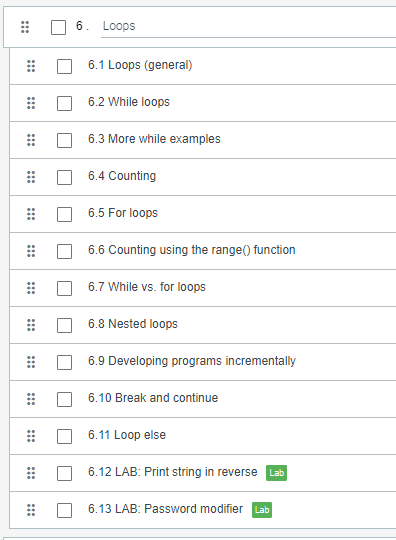 6. Loops
6.1 Loops (general)
6.2 While loops
6.3 More while examples
6.4 Counting
6.5 For loops
6.6 Counting using the range() function
6.7 While vs. for loops
6.8 Nested loops
6.9 Developing programs incrementally
6.10 Break and continue
6.11 Loop else
6.12 LAB: Print string in reverse Lab
6.13 LAB: Password modifier Lab